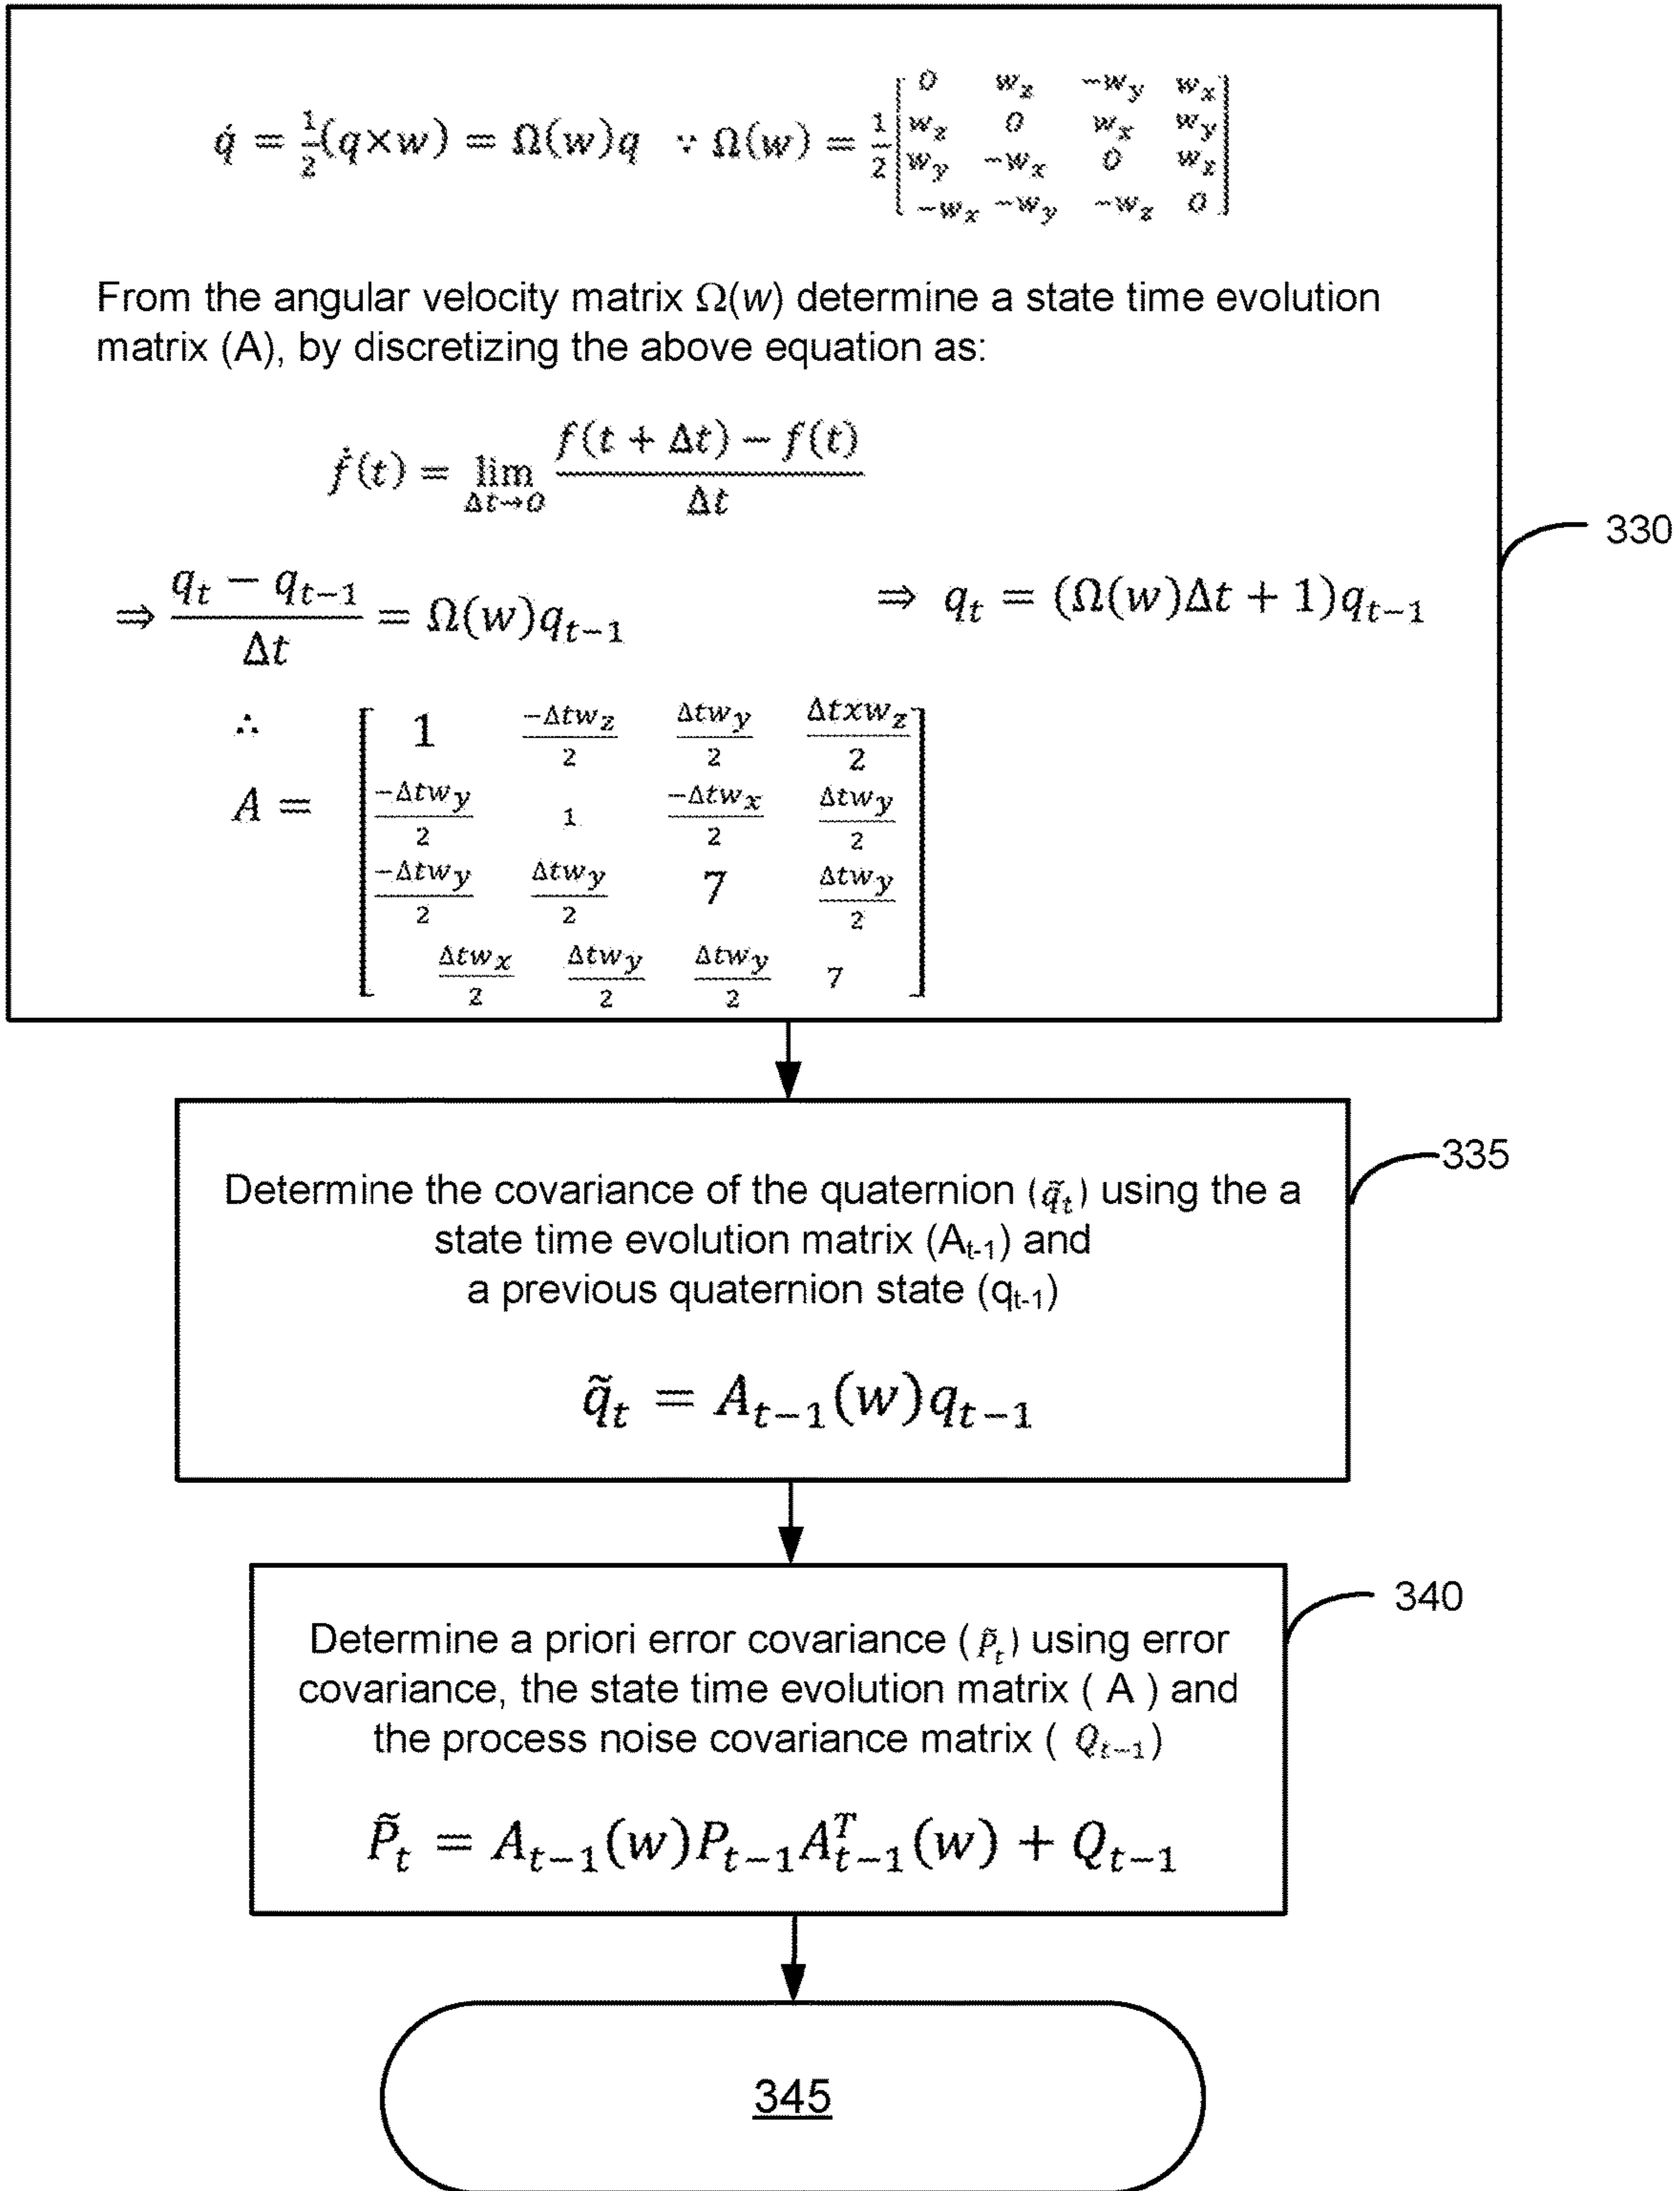 q̇ = 1/2 (q×w) = Ω(w)q ∵ Ω(w) = 1/2 [0 w_z -w_y w_x
w_z 0 w_x w_y
w_y -w_x 0 w_z
-w_x -w_y -w_z 0]
From the angular velocity matrix Ω(w) determine a state time evolution
matrix (A), by discretizing the above equation as:
ḟ(t) = lim Δt→0 (f(t + Δt) − f(t)) / Δt
330
⇒ (q_t − q_{t−1}) / Δt = Ω(w)q_{t−1} ⇒ q_t = (Ω(w)Δt + 1)q_{t−1}
∴
A = [1 -Δtw_z/2 Δtw_y/2 Δtxw_z/2
-Δtw_y/2 1 -Δtw_x/2 Δtw_y/2
-Δtw_y/2 Δtw_y/2 7 Δtw_y/2
Δtw_x/2 Δtw_y/2 Δtw_y/2 7]
335
Determine the covariance of the quaternion (q̃_t) using the a
state time evolution matrix (A_{t-1}) and
a previous quaternion state (q_{t-1})
q̃_t = A_{t−1}(w)q_{t−1}
340
Determine a priori error covariance ( P̃_t) using error
covariance, the state time evolution matrix ( A ) and
the process noise covariance matrix ( Q_{t−1})
P̃_t = A_{t−1}(w)P_{t−1}A^T_{t−1}(w) + Q_{t−1}
345